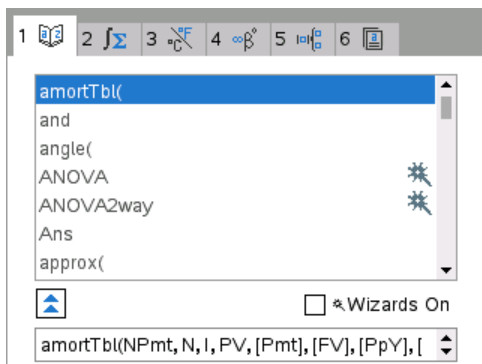 1 2 ∫Σ 3 °C °F 4 ∞β° 5 6
amortTbl(
and
angle(
ANOVA
ANOVA2way
Ans
approx(
Wizards On
amortTbl(NPmt, N, I, PV, [Pmt], [FV], [PpY], [